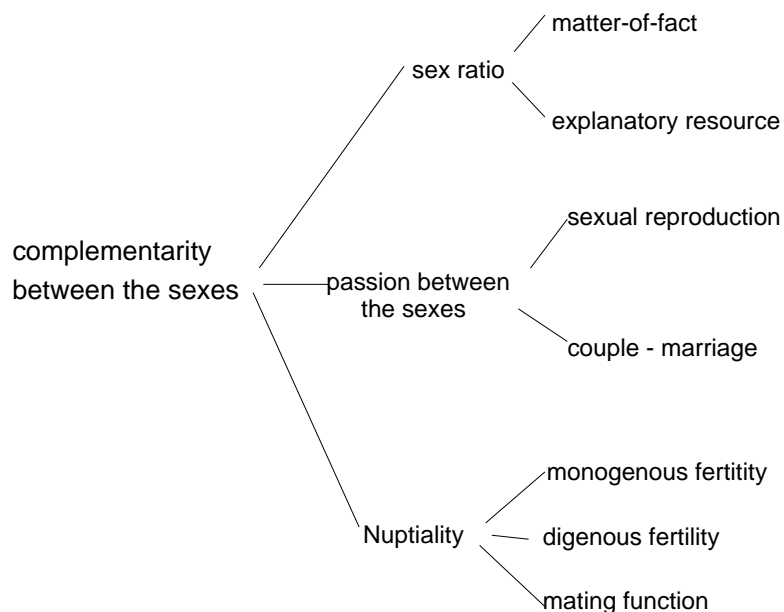 matter-of-fact
sex ratio
explanatory resource
sexual reproduction
complementarity
between the sexes
passion between
the sexes
couple - marriage
monogenous fertitity
Nuptiality
digenous fertility
mating function